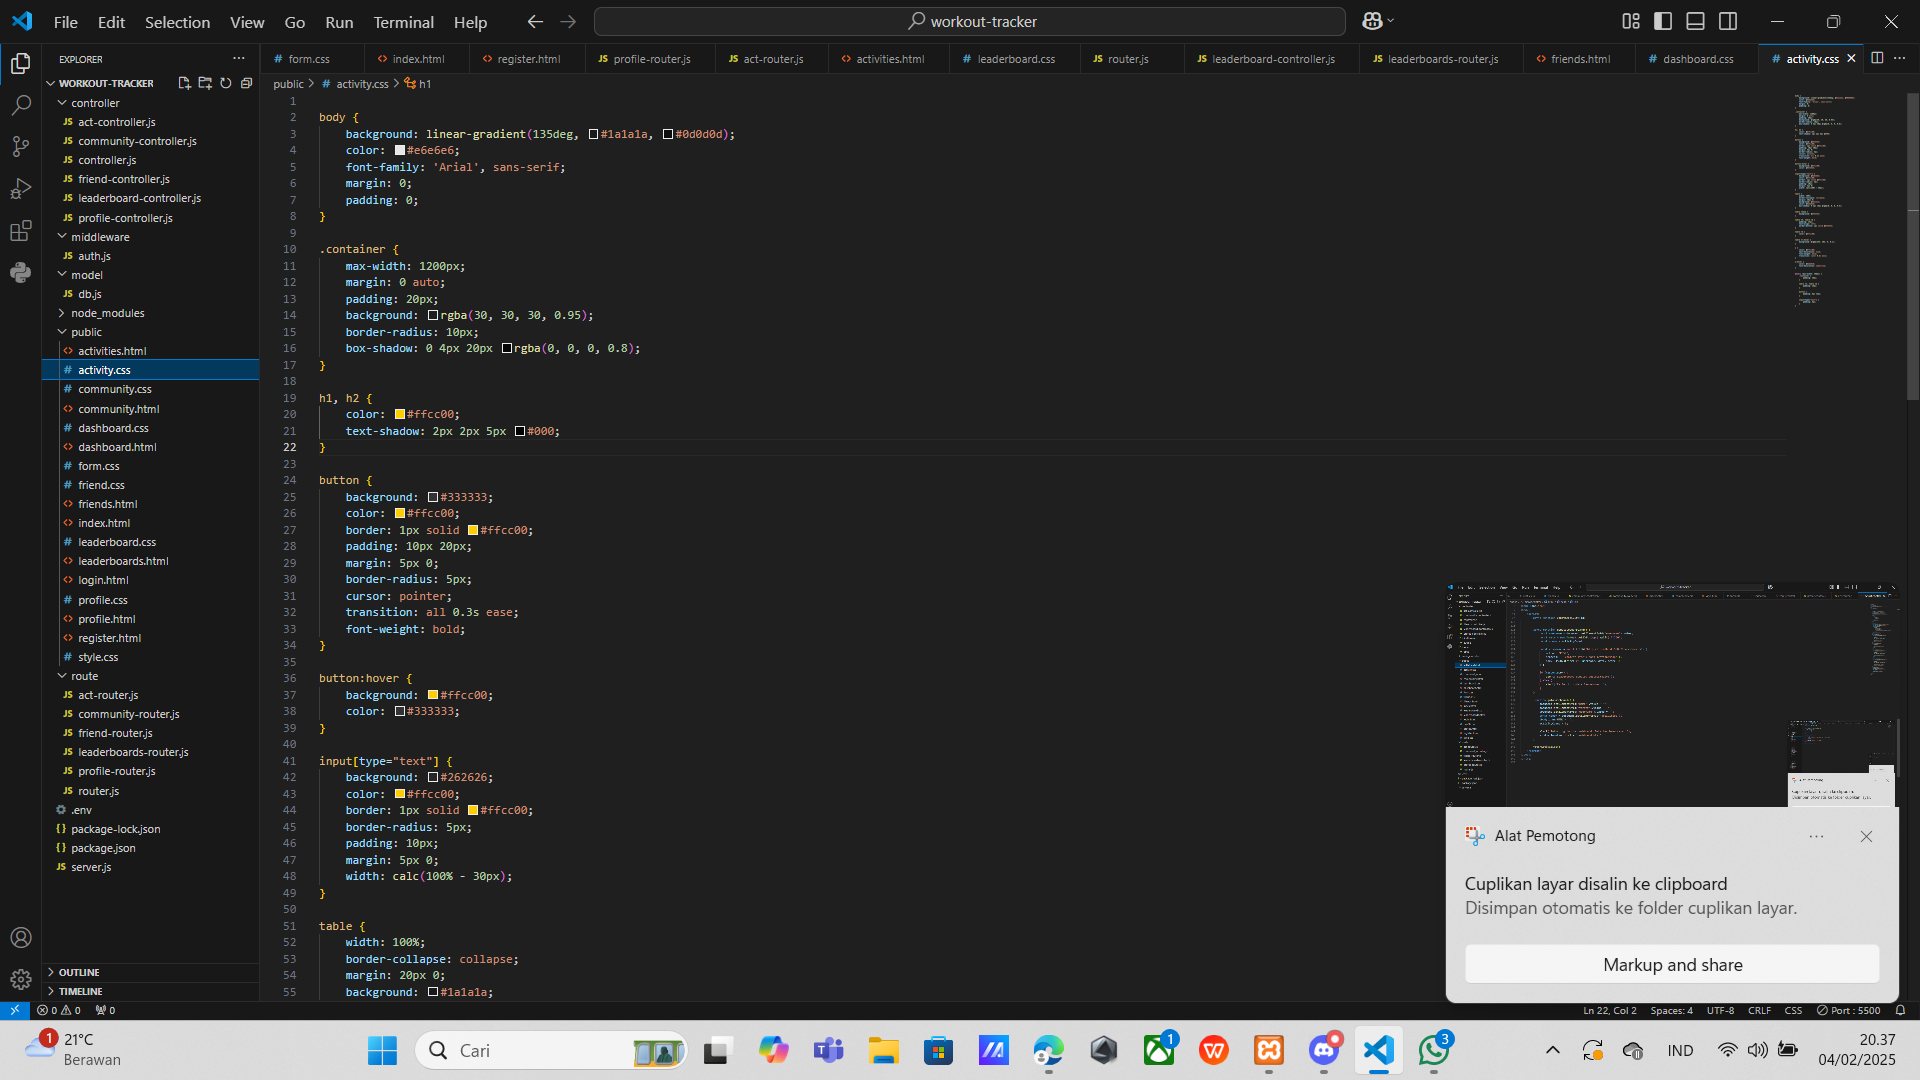 File Edit Selection View Go Run Terminal Help
workout-tracker
EXPLORER
WORKOUT-TRACKER
controller
act-controller.js
community-controller.js
controller.js
friend-controller.js
leaderboard-controller.js
profile-controller.js
middleware
auth.js
model
db.js
node_modules
public
activities.html
activity.css
community.css
community.html
dashboard.css
dashboard.html
form.css
friend.css
friends.html
index.html
leaderboard.css
leaderboards.html
login.html
profile.css
profile.html
register.html
style.css
route
act-router.js
community-router.js
friend-router.js
leaderboards-router.js
profile-router.js
router.js
.env
package-lock.json
package.json
server.js
OUTLINE
TIMELINE
form.css index.html register.html profile-router.js act-router.js activities.html leaderboard.css router.js leaderboard-controller.js leaderboards-router.js friends.html dashboard.css activity.css
public > # activity.css > h1
1
2 body {
3 background: linear-gradient(135deg, #1a1a1a, #0d0d0d);
4 color: #e6e6e6;
5 font-family: 'Arial', sans-serif;
6 margin: 0;
7 padding: 0;
8 }
9
10 .container {
11 max-width: 1200px;
12 margin: 0 auto;
13 padding: 20px;
14 background: rgba(30, 30, 30, 0.95);
15 border-radius: 10px;
16 box-shadow: 0 4px 20px rgba(0, 0, 0, 0.8);
17 }
18
19 h1, h2 {
20 color: #ffcc00;
21 text-shadow: 2px 2px 5px #000;
22 }
23
24 button {
25 background: #333333;
26 color: #ffcc00;
27 border: 1px solid #ffcc00;
28 padding: 10px 20px;
29 margin: 5px 0;
30 border-radius: 5px;
31 cursor: pointer;
32 transition: all 0.3s ease;
33 font-weight: bold;
34 }
35
36 button:hover {
37 background: #ffcc00;
38 color: #333333;
39 }
40
41 input[type="text"] {
42 background: #262626;
43 color: #ffcc00;
44 border: 1px solid #ffcc00;
45 border-radius: 5px;
46 padding: 10px;
47 margin: 5px 0;
48 width: calc(100% - 30px);
49 }
50
51 table {
52 width: 100%;
53 border-collapse: collapse;
54 margin: 20px 0;
55 background: #1a1a1a;
Alat Pemotong
Cuplikan layar disalin ke clipboard
Disimpan otomatis ke folder cuplikan layar.
Markup and share
0 0 0
Ln 22, Col 2 Spaces: 4 UTF-8 CRLF CSS Port : 5500
1
21°C
Berawan
Cari
1
3
IND
20.37
04/02/2025